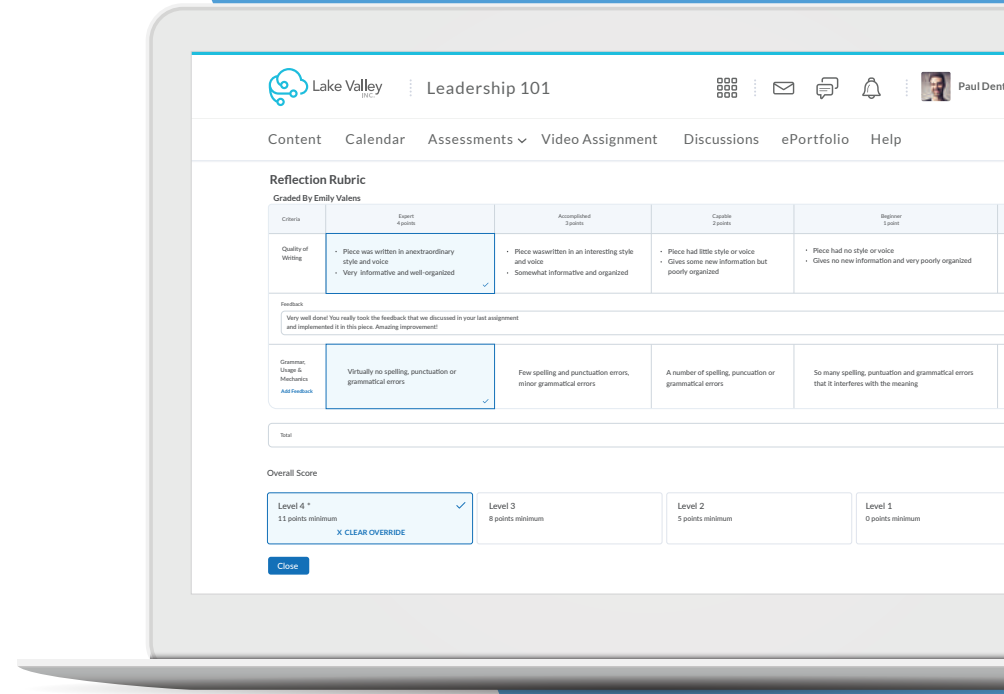 Lake Valley
INC.
Leadership 101
Paul Dent
Content Calendar Assessments Video Assignment Discussions ePortfolio Help
Reflection Rubric
Graded By Emily Valens
Criteria
Expert
4 points
Accomplished
3 points
Capable
2 points
Beginner
1 point
Quality of
Writing
• Piece was written in anextraordinary
style and voice
• Very informative and well-organized
• Piece waswritten in an interesting style
and voice
• Somewhat informative and organized
• Piece had little style or voice
• Gives some new information but
poorly organized
• Piece had no style or voice
• Gives no new information and very poorly organized
Feedback
Very well done! You really took the feedback that we discussed in your last assignment
and implemented it in this piece. Amazing improvement!
Grammar,
Usage &
Mechanics
Add Feedback
Virtually no spelling, punctuation or
grammatical errors
Few spelling and punctuation errors,
minor grammatical errors
A number of spelling, puncuation or
grammatical errors
So many spelling, puntuation and grammatical errors
that it interferes with the meaning
Total
Overall Score
Level 4 *
11 points minimum
X CLEAR OVERRIDE
Level 3
8 points minimum
Level 2
5 points minimum
Level 1
0 points minimum
Close